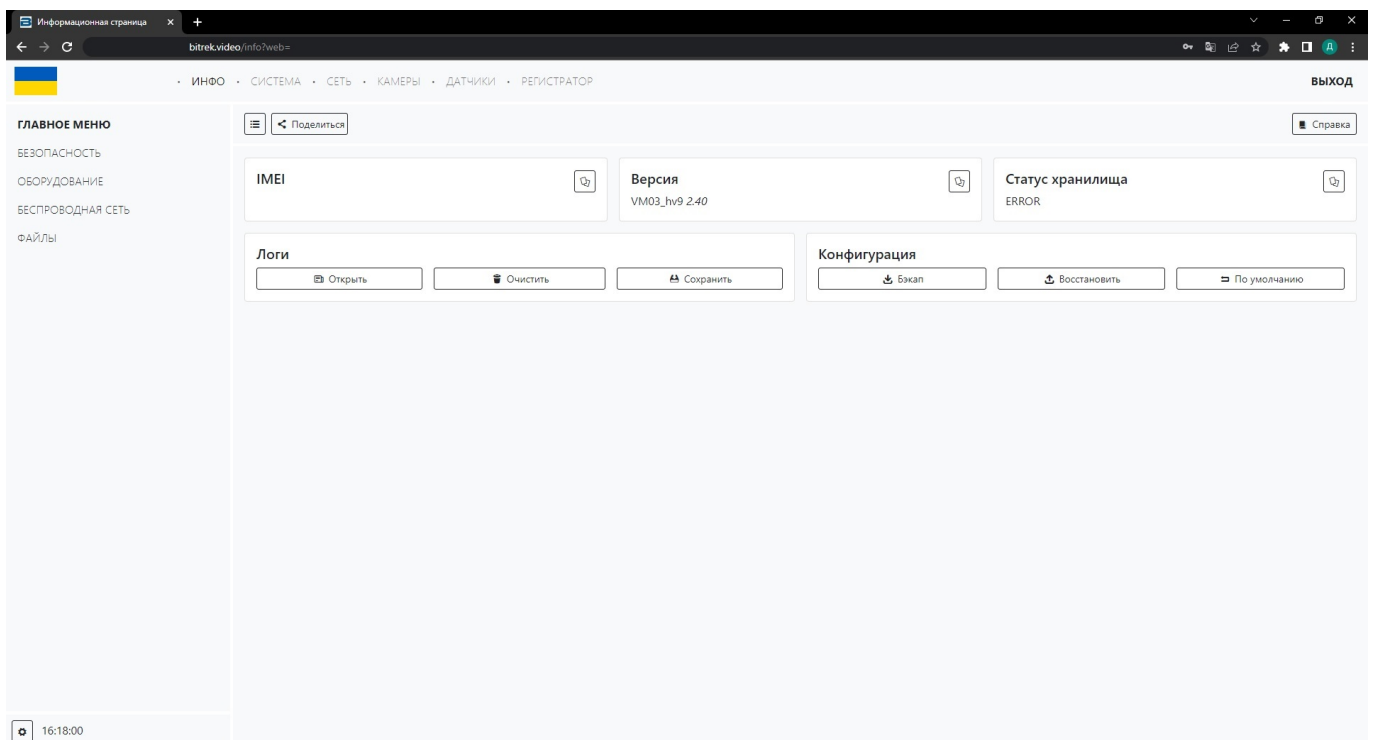 Информационная страница
bitrek.video/info?web=
Д
· ИНФО · СИСТЕМА · СЕТЬ · КАМЕРЫ · ДАТЧИКИ · РЕГИСТРАТОР
ВЫХОД
ГЛАВНОЕ МЕНЮ
БЕЗОПАСНОСТЬ
ОБОРУДОВАНИЕ
БЕСПРОВОДНАЯ СЕТЬ
ФАЙЛЫ
Поделиться
Справка
IMEI
Версия
VM03_hv9 2.40
Статус хранилища
ERROR
Логи
Открыть
Очистить
Сохранить
Конфигурация
Бэкап
Восстановить
По умолчанию
16:18:00